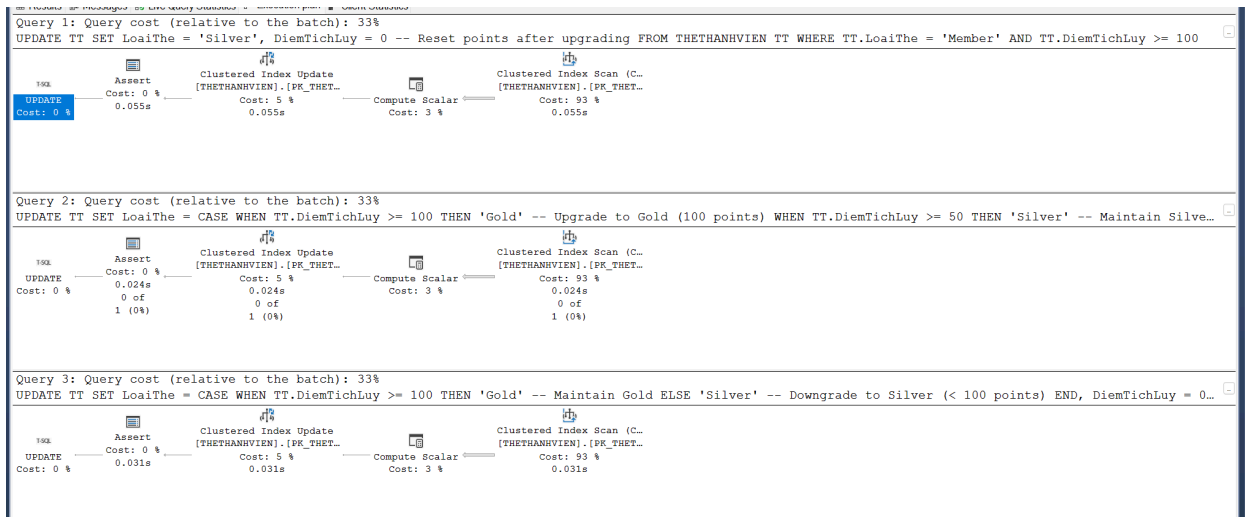 Results Messages Live Query Statistics Execution plan Client Statistics
Query 1: Query cost (relative to the batch): 33%
UPDATE TT SET LoaiThe = 'Silver', DiemTichLuy = 0 -- Reset points after upgrading FROM THETHANHVIEN TT WHERE TT.LoaiThe = 'Member' AND TT.DiemTichLuy >= 100
T-SQL
UPDATE
Cost: 0 %
Assert
Cost: 0 %
0.055s
Clustered Index Update
[THETHANHVIEN].[PK_THET…
Cost: 5 %
0.055s
Compute Scalar
Cost: 3 %
Clustered Index Scan (C…
[THETHANHVIEN].[PK_THET…
Cost: 93 %
0.055s
Query 2: Query cost (relative to the batch): 33%
UPDATE TT SET LoaiThe = CASE WHEN TT.DiemTichLuy >= 100 THEN 'Gold' -- Upgrade to Gold (100 points) WHEN TT.DiemTichLuy >= 50 THEN 'Silver' -- Maintain Silve…
T-SQL
UPDATE
Cost: 0 %
Assert
Cost: 0 %
0.024s
0 of
1 (0%)
Clustered Index Update
[THETHANHVIEN].[PK_THET…
Cost: 5 %
0.024s
0 of
1 (0%)
Compute Scalar
Cost: 3 %
Clustered Index Scan (C…
[THETHANHVIEN].[PK_THET…
Cost: 93 %
0.024s
0 of
1 (0%)
Query 3: Query cost (relative to the batch): 33%
UPDATE TT SET LoaiThe = CASE WHEN TT.DiemTichLuy >= 100 THEN 'Gold' -- Maintain Gold ELSE 'Silver' -- Downgrade to Silver (< 100 points) END, DiemTichLuy = 0…
T-SQL
UPDATE
Cost: 0 %
Assert
Cost: 0 %
0.031s
Clustered Index Update
[THETHANHVIEN].[PK_THET…
Cost: 5 %
0.031s
Compute Scalar
Cost: 3 %
Clustered Index Scan (C…
[THETHANHVIEN].[PK_THET…
Cost: 93 %
0.031s